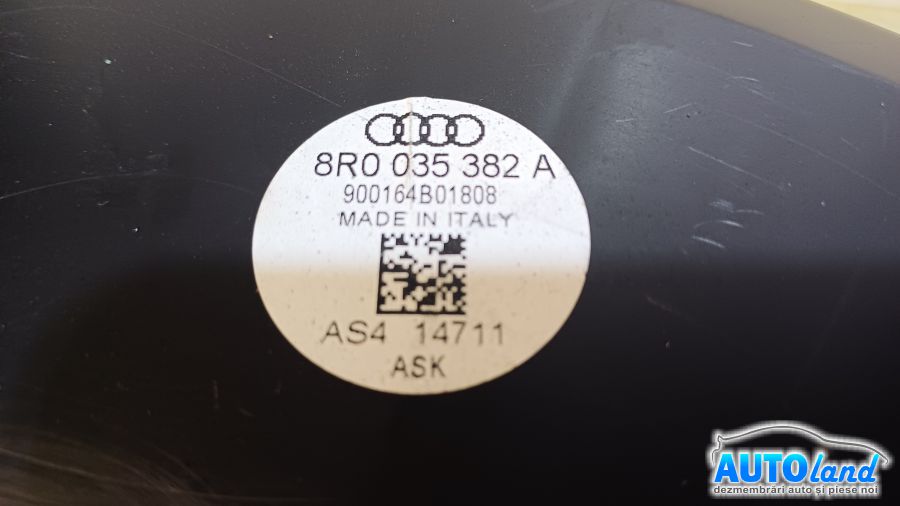 8R0 035 382 A
900164B01808
MADE IN ITALY
AS4 14711
ASK
AUTOland
dezmembrări auto și piese noi